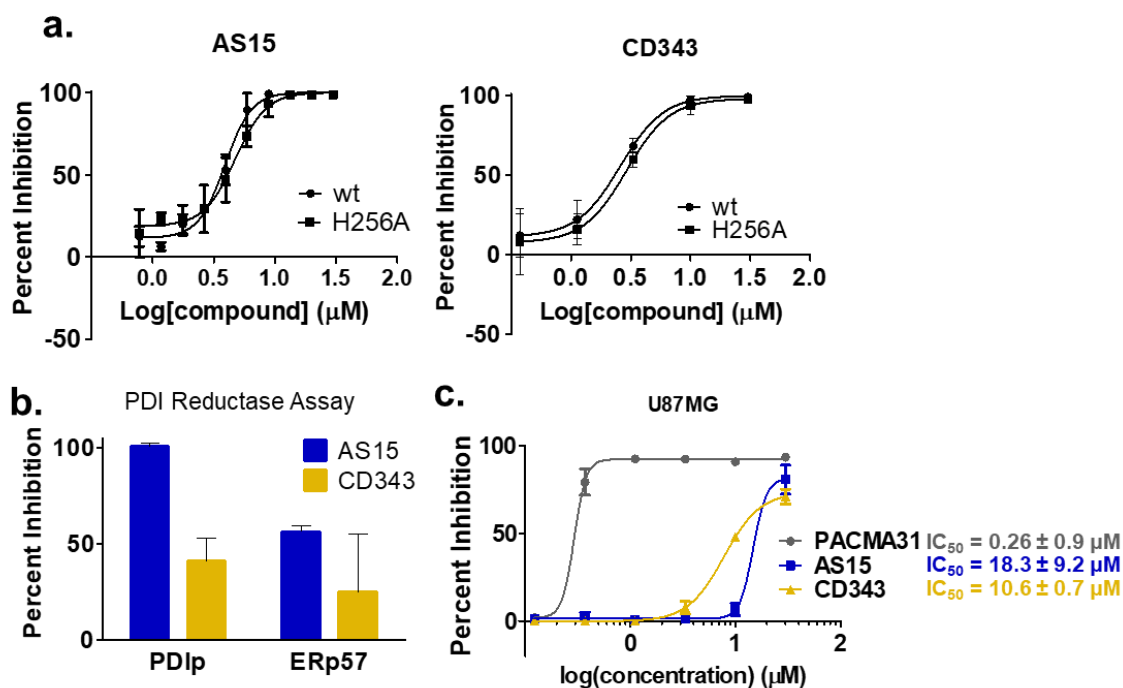 a.
AS15
Percent Inhibition
100
50
0
-50
0.0 0.5 1.0 1.5 2.0
Log[compound] (µM)
wt
H256A
CD343
Percent Inhibition
100
50
0
-50
0.0 0.5 1.0 1.5 2.0
Log[compound] (µM)
wt
H256A
b.
PDI Reductase Assay
Percent Inhibition
100
50
0
AS15
CD343
PDIp ERp57
c.
U87MG
Percent Inhibition
100
50
0
0 1 2
log(concentration) (µM)
PACMA31 IC50 = 0.26 ± 0.9 µM
AS15 IC50 = 18.3 ± 9.2 µM
CD343 IC50 = 10.6 ± 0.7 µM